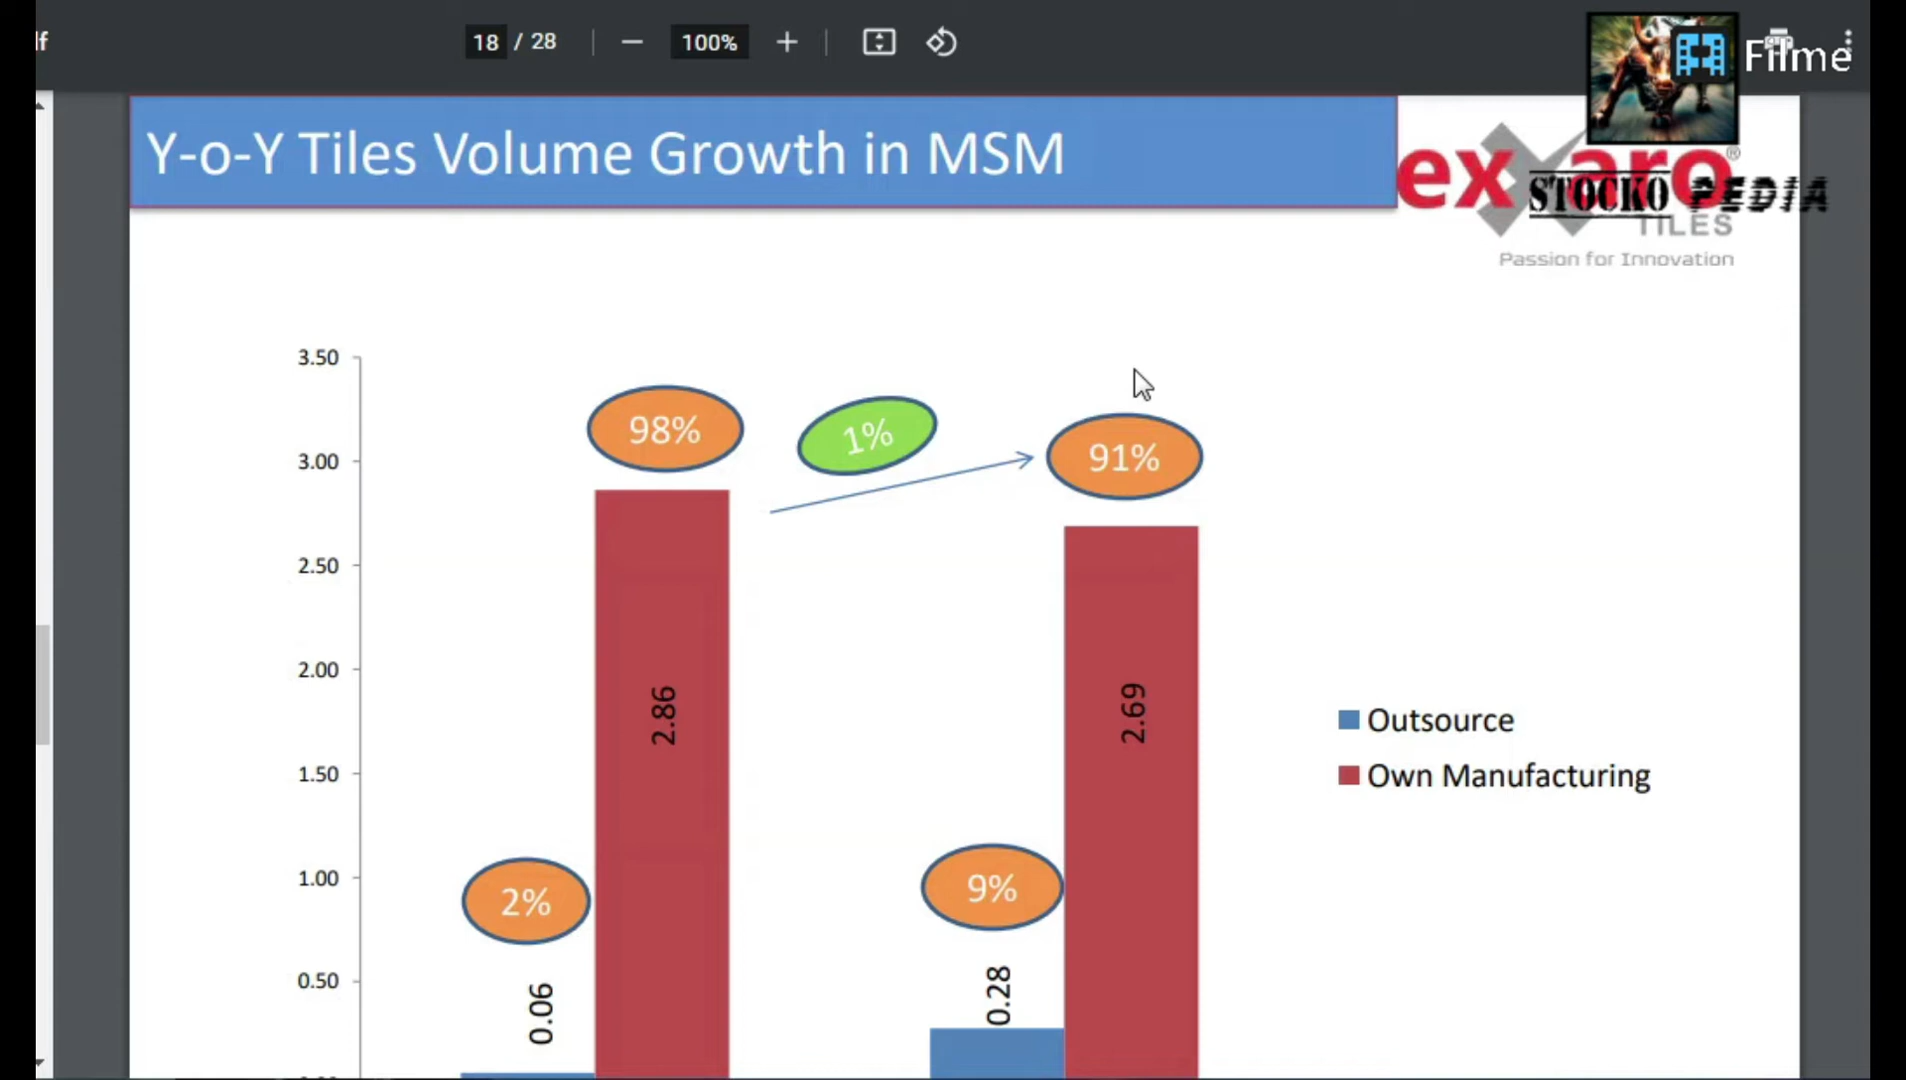 lf
18 / 28
100%
Filme
Y-o-Y Tiles Volume Growth in MSM
STOCKO PEDIA
TILES
Passion for Innovation
3.50
98%
1%
91%
3.00
2.50
2.00
2.86
2.69
Outsource
1.50
Own Manufacturing
1.00
2%
9%
0.50
0.06
0.28